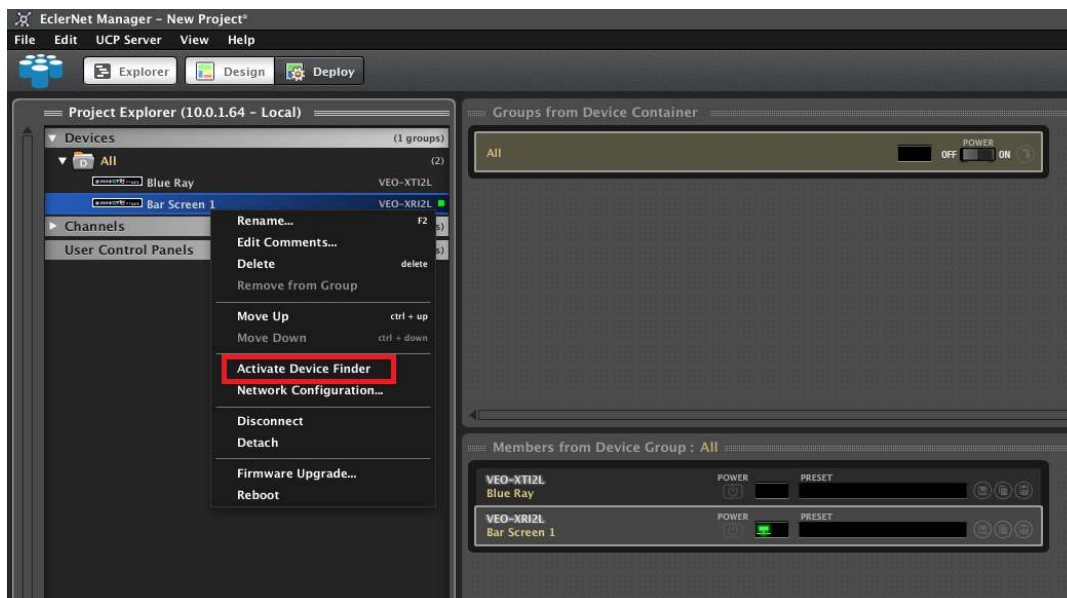 EclerNet Manager - New Project*
File Edit UCP Server View Help
Explorer Design Deploy
Project Explorer (10.0.1.64 - Local)
Devices (1 groups)
All (2)
Blue Ray VEO-XTI2L
Bar Screen 1 VEO-XRI2L
Channels s)
User Control Panels s)
Rename... F2
Edit Comments...
Delete delete
Remove from Group
Move Up ctrl + up
Move Down ctrl + down
Activate Device Finder
Network Configuration...
Disconnect
Detach
Firmware Upgrade...
Reboot
Groups from Device Container
All POWER OFF ON
Members from Device Group : All
VEO-XTI2L POWER PRESET
Blue Ray
VEO-XRI2L POWER PRESET
Bar Screen 1